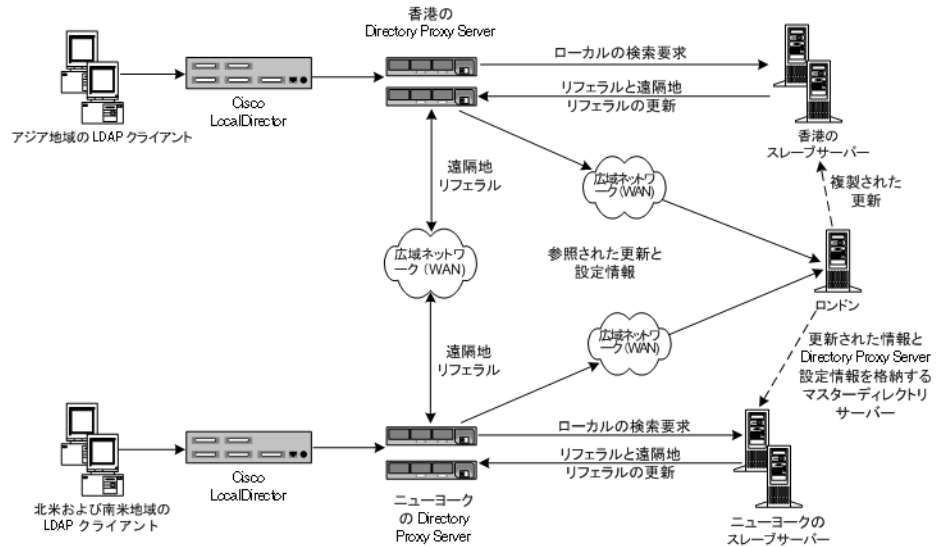 香港の
Directory Proxy Server
ローカルの検索要求
リフェラルと遠隔地
リフェラルの更新
Cisco
LocalDirector
アジア地域の LDAP クライアント
香港の
スレーブサーバー
遠隔地
リフェラル
広域ネットワ
ーク(WAN)
複製された
更新
広域ネットワ
ーク (WAN)
参照された更新と
設定情報
ロンドン
広域ネットワ
ーク (WAN)
遠隔地
リフェラル
更新された情報と
Directory Proxy Server
設定情報を格納する
マスターディレクトリ
サーバー
ローカルの検索要求
リフェラルと遠隔地
リフェラルの更新
Cisco
LocalDirector
北米および南米地域の
LDAP クライアント
ニューヨーク
の Directory
Proxy Server
ニューヨークの
スレーブサーバー